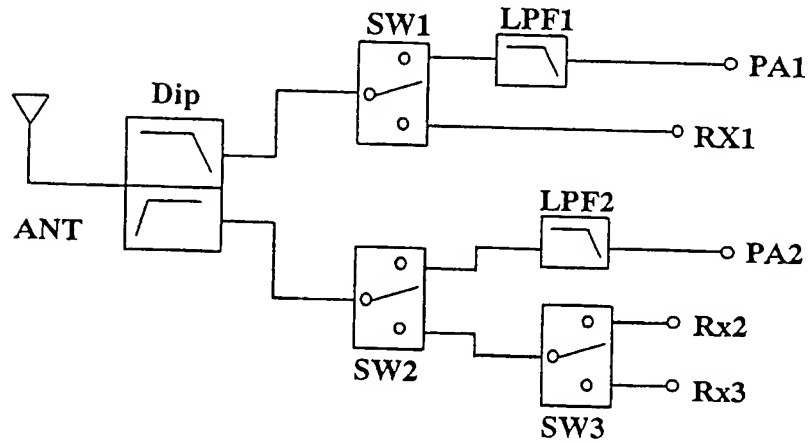 SW1
LPF1
PA1
Dip
RX1
ANT
LPF2
PA2
SW2
Rx2
Rx3
SW3